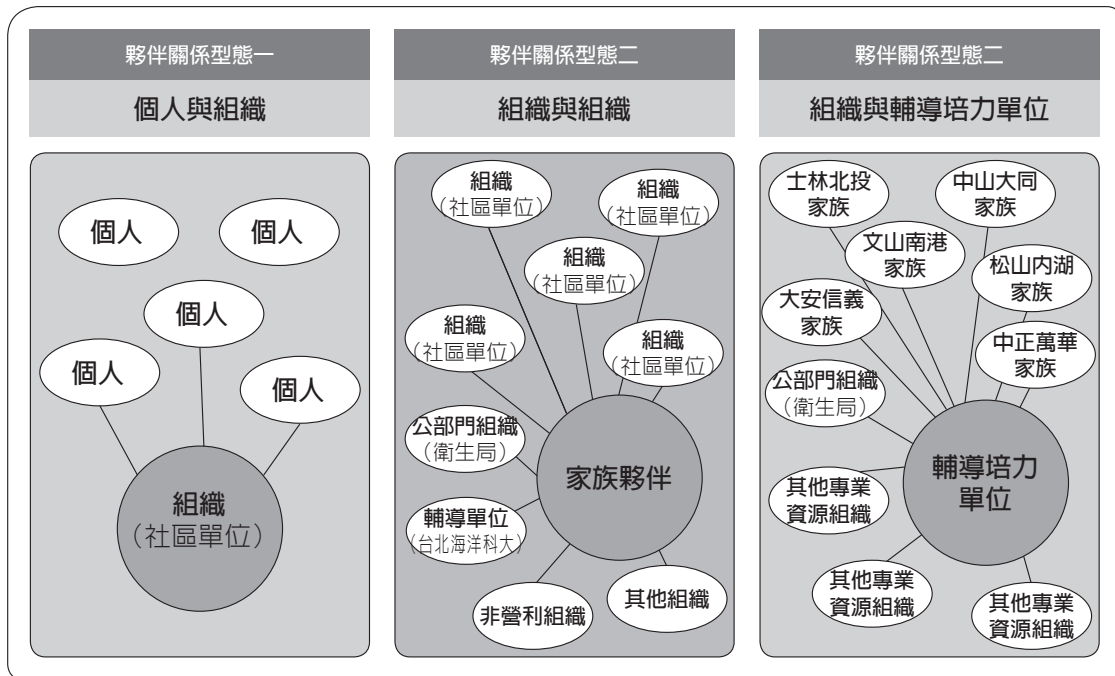 夥伴關係型態一
個人與組織
個人
個人
個人
個人
個人
組織
（社區單位）
夥伴關係型態二
組織與組織
組織
（社區單位）
組織
（社區單位）
組織
（社區單位）
組織
（社區單位）
組織
（社區單位）
公部門組織
（衛生局）
家族夥伴
輔導單位
（台北海洋科大）
非營利組織
其他組織
夥伴關係型態二
組織與輔導培力單位
士林北投
家族
中山大同
家族
文山南港
家族
松山內湖
家族
大安信義
家族
中正萬華
家族
公部門組織
（衛生局）
輔導培力
單位
其他專業
資源組織
其他專業
資源組織
其他專業
資源組織